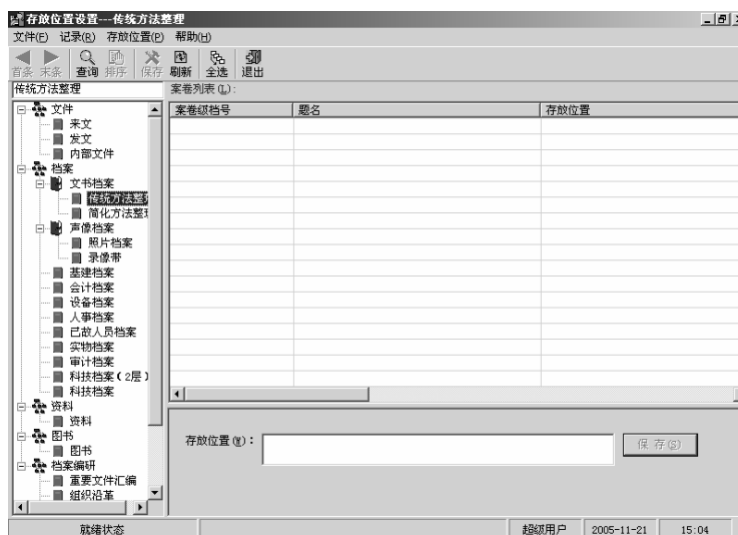 存放位置设置---传统方法整理
文件(F) 记录(R) 存放位置(P) 帮助(H)
首条 末条 查询 排序 保存 刷新 全选 退出
传统方法整理
案卷列表(L):
案卷级档号 题名 存放位置
文件
来文
发文
内部文件
档案
文书档案
传统方法整理
简化方法整理
声像档案
照片档案
录像带
基建档案
会计档案
设备档案
人事档案
已故人员档案
实物档案
审计档案
科技档案(2层)
科技档案
资料
资料
图书
图书
档案编研
重要文件汇编
组织沿革
存放位置(W):
保存(S)
就绪状态 超级用户 2005-11-21 15:04